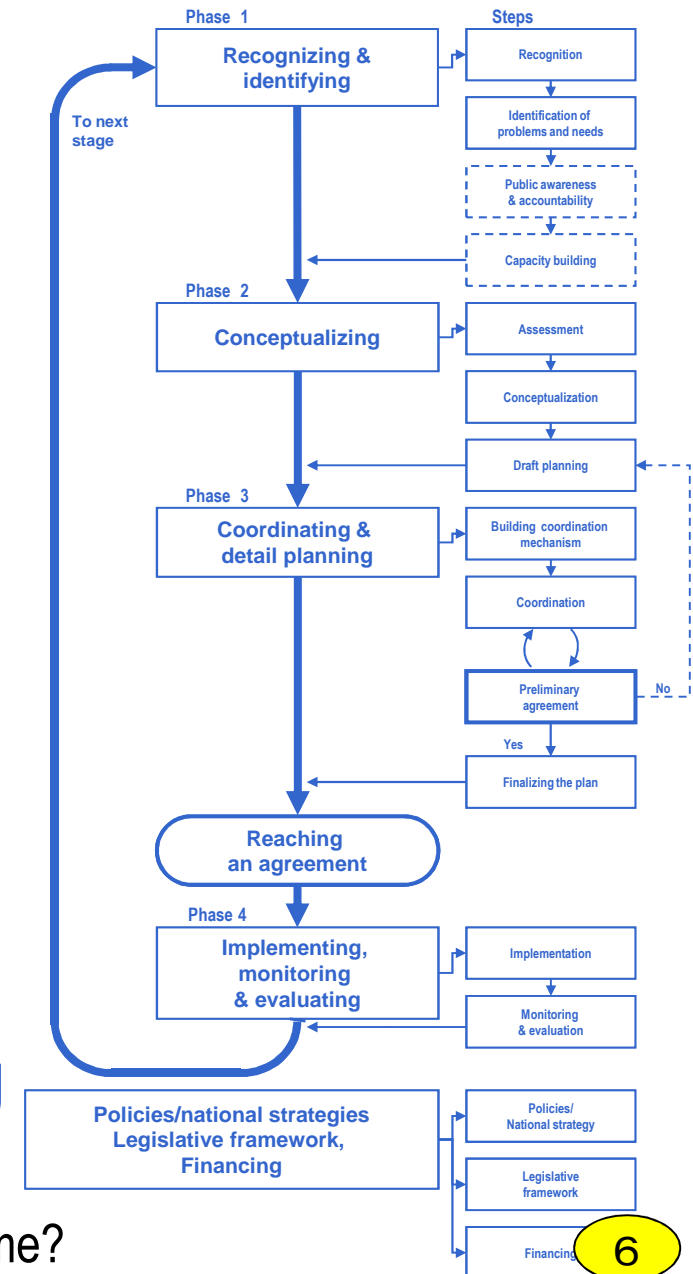 Phase 1
Steps
Recognizing &
identifying
Recognition
To next
stage
Identification of
problems and needs
Public awareness
& accountability
Capacity building
Phase 2
Conceptualizing
Assessment
Conceptualization
Draft planning
Phase 3
Coordinating &
detail planning
Building coordination
mechanism
Coordination
Preliminary
agreement
No
Yes
Finalizing the plan
Reaching
an agreement
Phase 4
Implementing,
monitoring
& evaluating
Implementation
Monitoring
& evaluation
Policies/national strategies
Legislative framework,
Financing
Policies/
National strategy
Legislative
framework
Financing
6